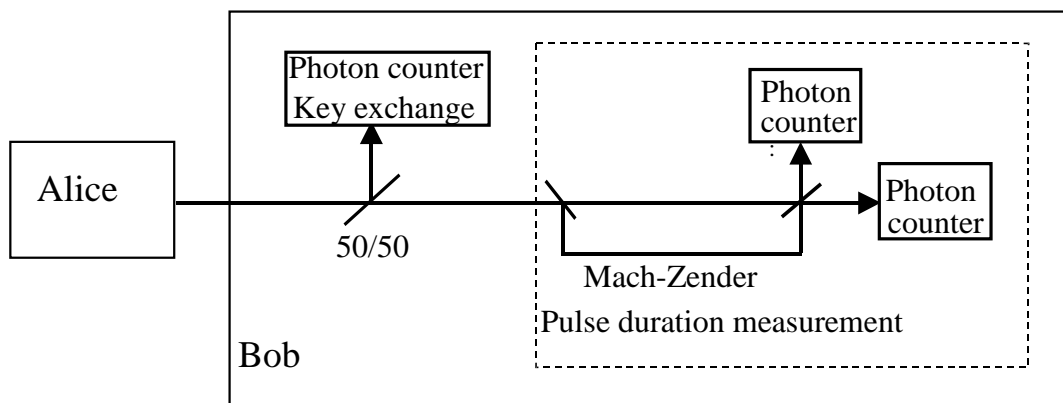 Photon counter
Key exchange
Photon
counter
Alice
Photon
counter
50/50
Mach-Zender
Pulse duration measurement
Bob